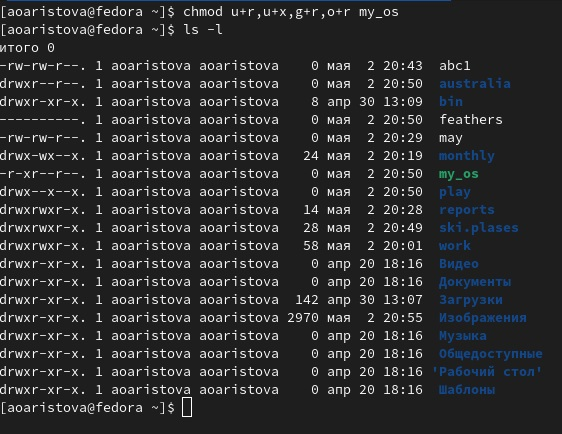 [aoaristova@fedora ~]$ chmod u+r,u+x,g+r,o+r my_os
[aoaristova@fedora ~]$ ls -l
итого 0
-rw-rw-r--. 1 aoaristova aoaristova    0 мая  2 20:43  abc1
drwxr--r--. 1 aoaristova aoaristova    0 мая  2 20:50  australia
drwxr-xr-x. 1 aoaristova aoaristova    8 апр 30 13:09  bin
----------. 1 aoaristova aoaristova    0 мая  2 20:50  feathers
-rw-rw-r--. 1 aoaristova aoaristova    0 мая  2 20:29  may
drwx-wx--x. 1 aoaristova aoaristova   24 мая  2 20:19  monthly
-r-xr--r--. 1 aoaristova aoaristova    0 мая  2 20:50  my_os
drwx--x--x. 1 aoaristova aoaristova    0 мая  2 20:50  play
drwxrwxr-x. 1 aoaristova aoaristova   14 мая  2 20:28  reports
drwxrwxr-x. 1 aoaristova aoaristova   28 мая  2 20:49  ski.plases
drwxrwxr-x. 1 aoaristova aoaristova   58 мая  2 20:01  work
drwxr-xr-x. 1 aoaristova aoaristova    0 апр 20 18:16  Видео
drwxr-xr-x. 1 aoaristova aoaristova    0 апр 20 18:16  Документы
drwxr-xr-x. 1 aoaristova aoaristova  142 апр 30 13:07  Загрузки
drwxr-xr-x. 1 aoaristova aoaristova 2970 мая  2 20:55  Изображения
drwxr-xr-x. 1 aoaristova aoaristova    0 апр 20 18:16  Музыка
drwxr-xr-x. 1 aoaristova aoaristova    0 апр 20 18:16  Общедоступные
drwxr-xr-x. 1 aoaristova aoaristova    0 апр 20 18:16 'Рабочий стол'
drwxr-xr-x. 1 aoaristova aoaristova    0 апр 20 18:16  Шаблоны
[aoaristova@fedora ~]$